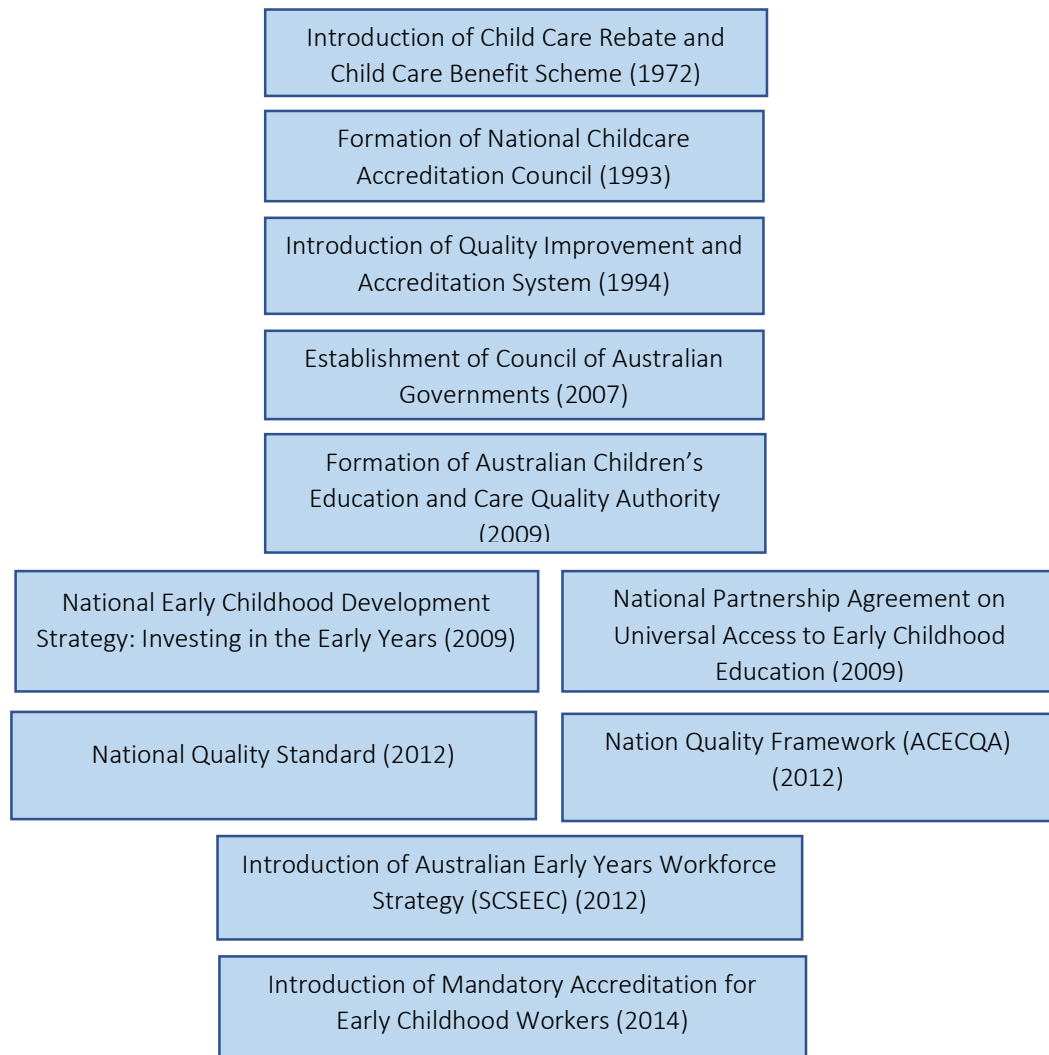 Introduction of Child Care Rebate and
Child Care Benefit Scheme (1972)
Formation of National Childcare
Accreditation Council (1993)
Introduction of Quality Improvement and
Accreditation System (1994)
Establishment of Council of Australian
Governments (2007)
Formation of Australian Children’s
Education and Care Quality Authority
(2009)
National Early Childhood Development
Strategy: Investing in the Early Years (2009)
National Partnership Agreement on
Universal Access to Early Childhood
Education (2009)
National Quality Standard (2012)
Nation Quality Framework (ACECQA)
(2012)
Introduction of Australian Early Years Workforce
Strategy (SCSEEC) (2012)
Introduction of Mandatory Accreditation for
Early Childhood Workers (2014)